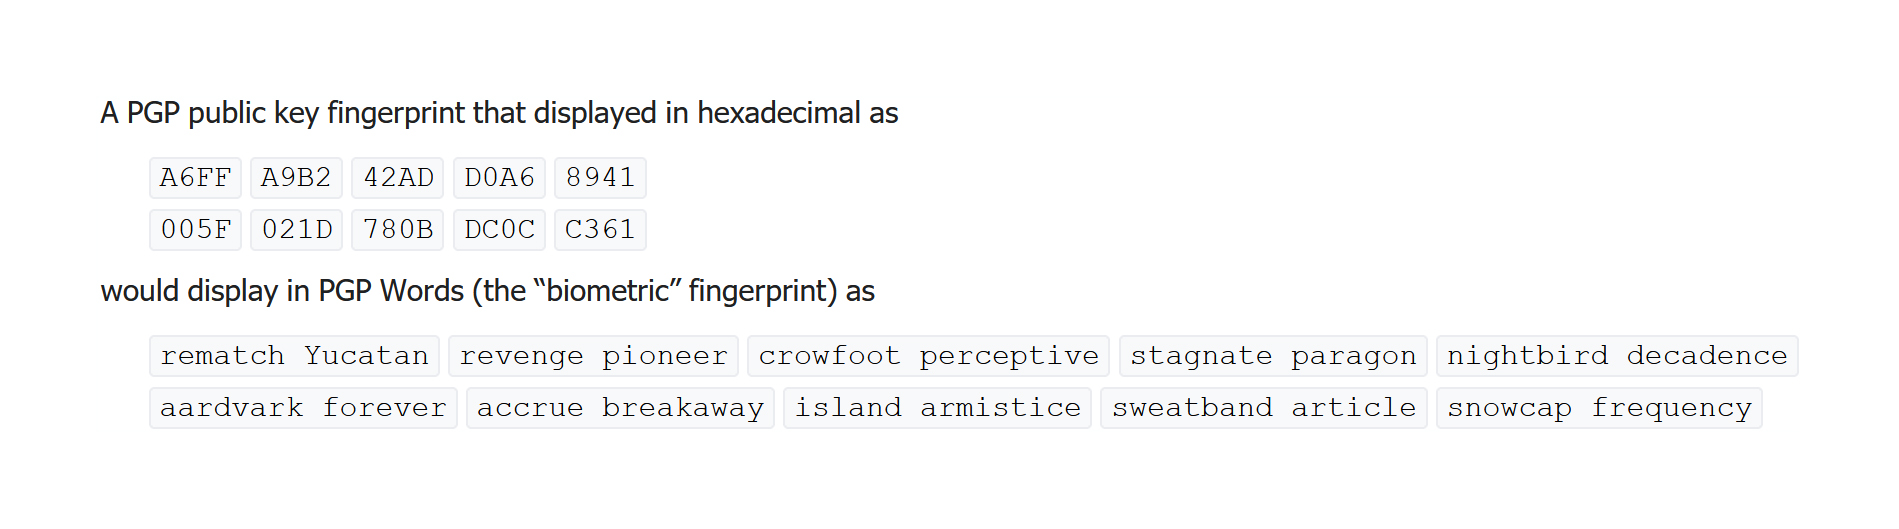 A PGP public key fingerprint that displayed in hexadecimal as
A6FF A9B2 42AD D0A6 8941
005F 021D 780B DC0C C361
would display in PGP Words (the “biometric” fingerprint) as
rematch Yucatan revenge pioneer crowfoot perceptive stagnate paragon nightbird decadence
aardvark forever accrue breakaway island armistice sweatband article snowcap frequency